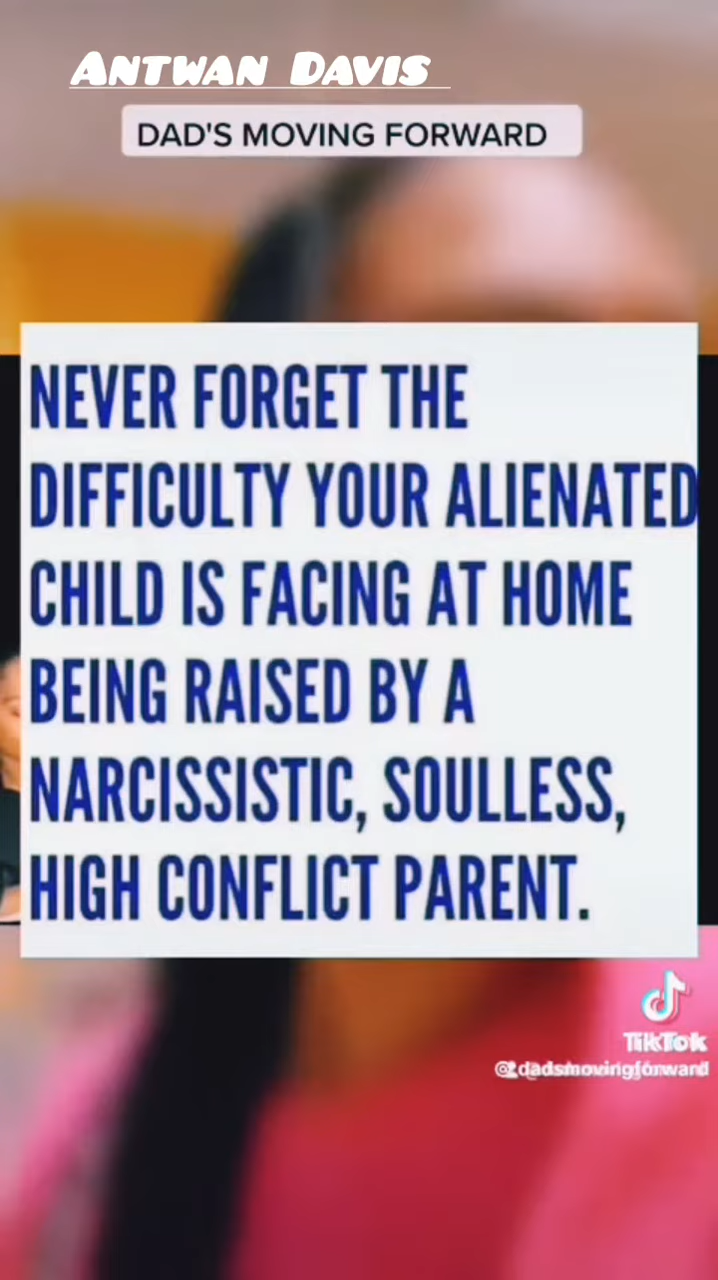 ANTWAN DAVIS
DAD'S MOVING FORWARD
NEVER FORGET THE
DIFFICULTY YOUR ALIENATED
CHILD IS FACING AT HOME
BEING RAISED BY A
NARCISSISTIC, SOULLESS,
HIGH CONFLICT PARENT.
TikTok
@dadsmovingforward